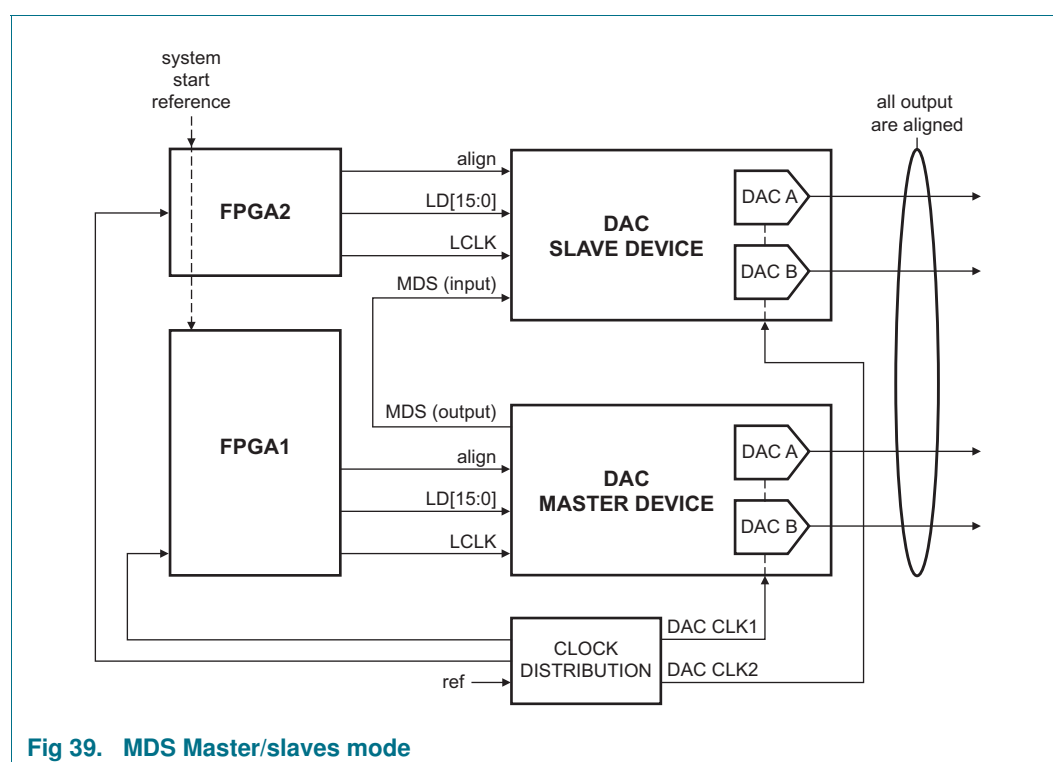 system
start
reference
all output
are aligned
FPGA2
align
LD[15:0]
LCLK
MDS (input)
DAC
SLAVE DEVICE
DAC A
DAC B
FPGA1
MDS (output)
align
LD[15:0]
LCLK
DAC
MASTER DEVICE
DAC A
DAC B
CLOCK
DISTRIBUTION
ref
DAC CLK1
DAC CLK2
Fig 39. MDS Master/slaves mode